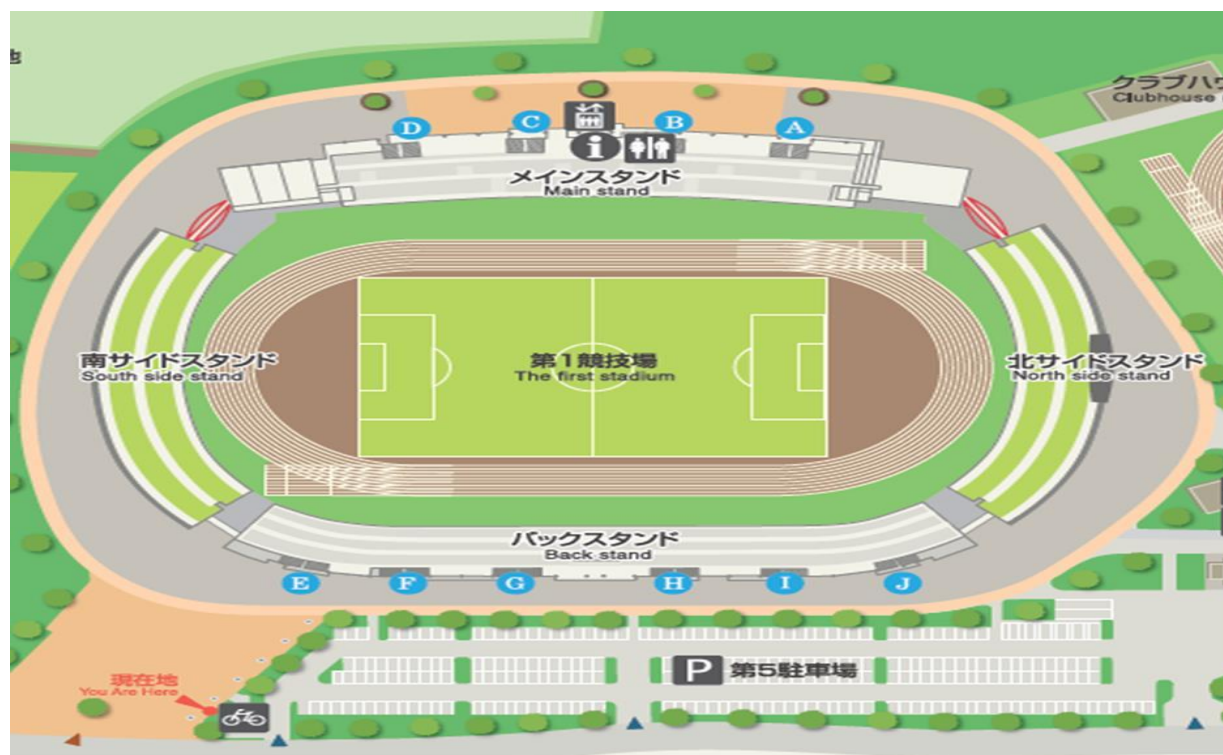 地
クラブハウ
Clubhouse
D
C
B
A
i
メインスタンド
Main stand
南サイドスタンド
South side stand
第1競技場
The first stadium
北サイドスタンド
North side stand
バックスタンド
Back stand
E
F
G
H
I
J
P 第5駐車場
現在地
You Are Here